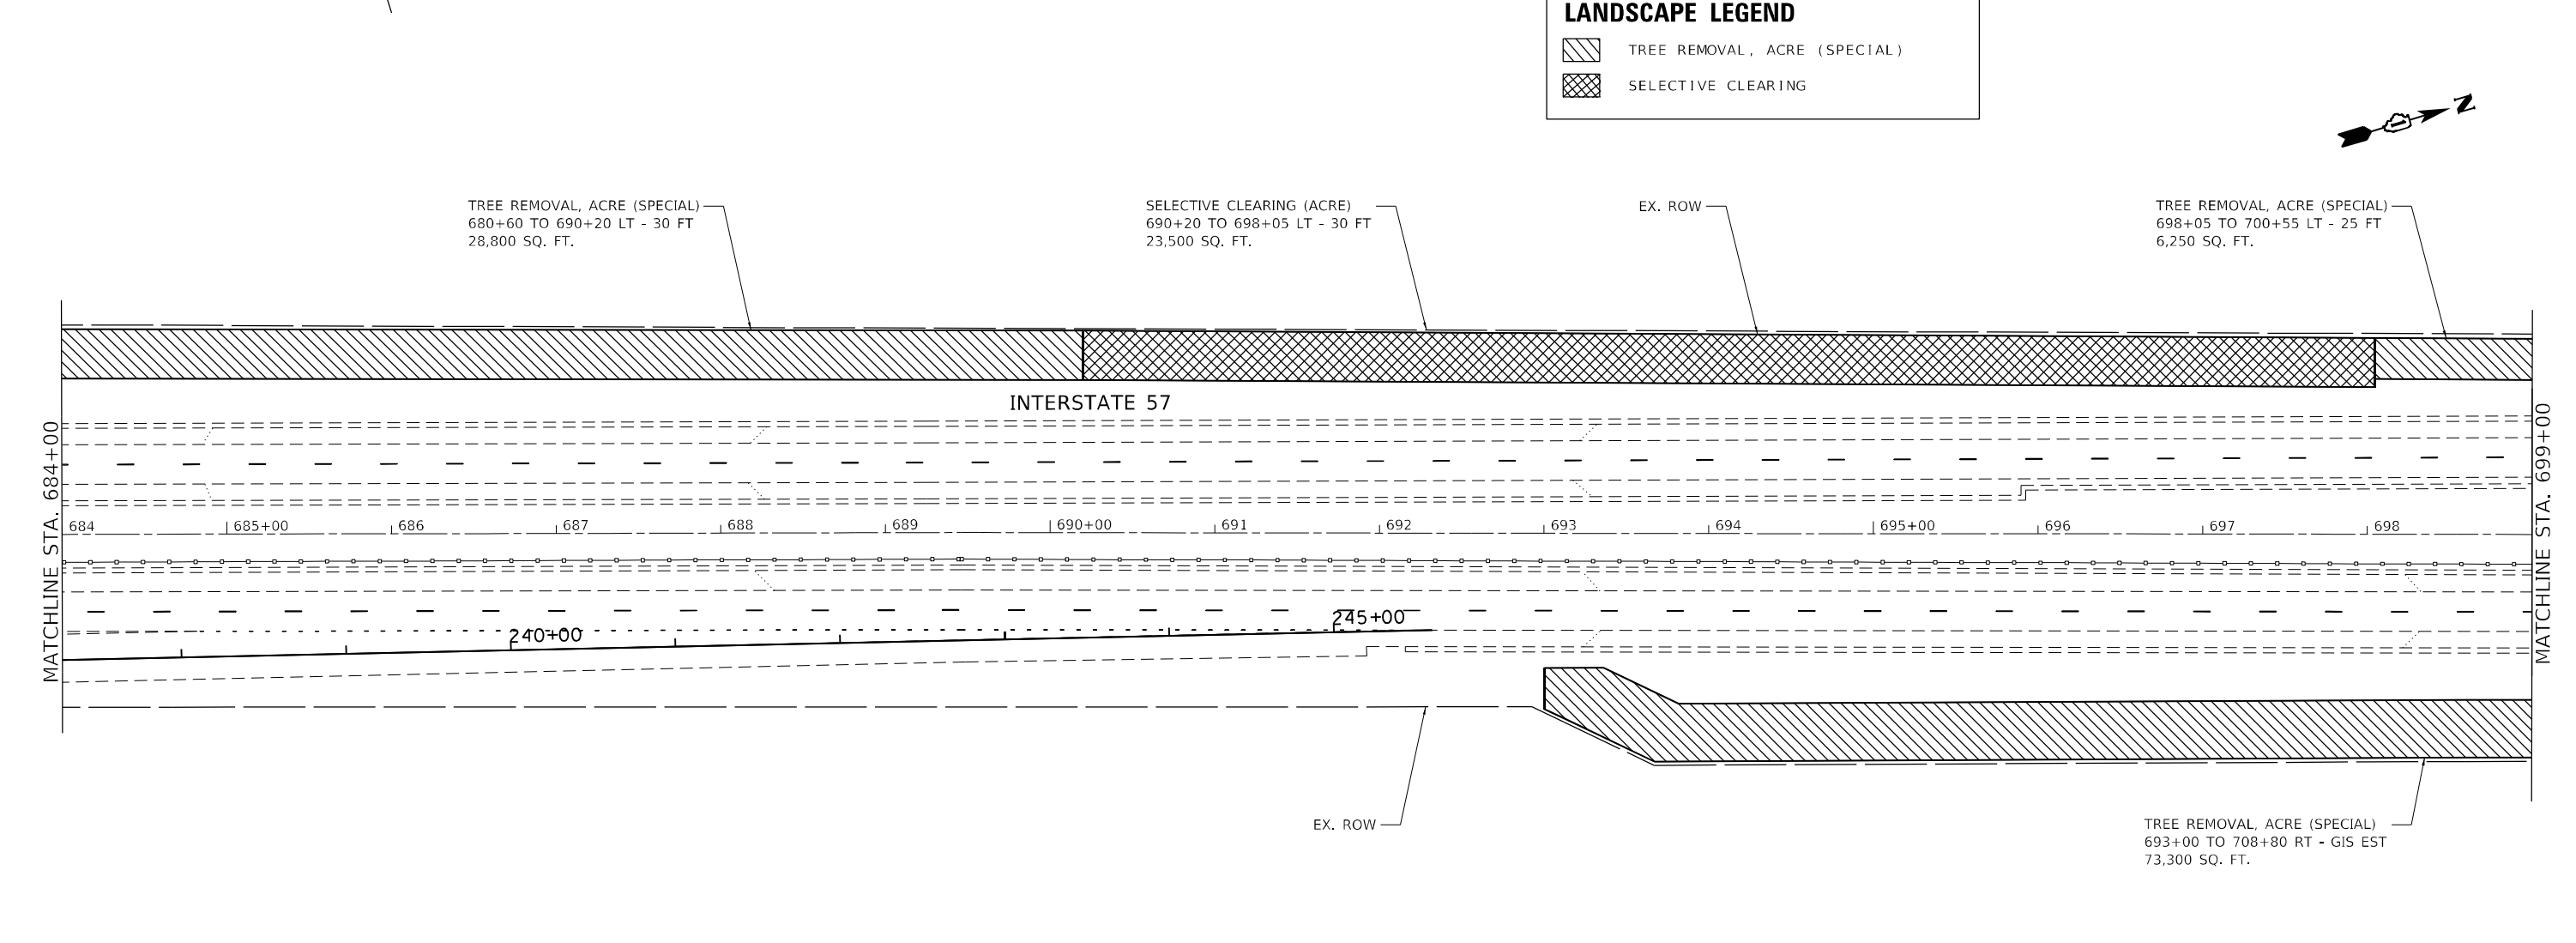 LANDSCAPE LEGEND
TREE REMOVAL, ACRE (SPECIAL)
SELECTIVE CLEARING
N
TREE REMOVAL, ACRE (SPECIAL)
680+60 TO 690+20 LT - 30 FT
28,800 SQ. FT.
SELECTIVE CLEARING (ACRE)
690+20 TO 698+05 LT - 30 FT
23,500 SQ. FT.
EX. ROW
TREE REMOVAL, ACRE (SPECIAL)
698+05 TO 700+55 LT - 25 FT
6,250 SQ. FT.
INTERSTATE 57
MATCHLINE STA. 684+00
MATCHLINE STA. 699+00
684 685+00 686 687 688 689 690+00 691 692 693 694 695+00 696 697 698
240+00 245+00
EX. ROW
TREE REMOVAL, ACRE (SPECIAL)
693+00 TO 708+80 RT - GIS EST
73,300 SQ. FT.